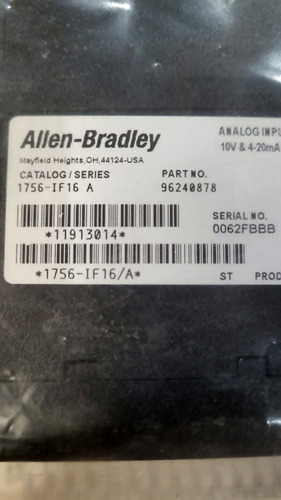 Allen-Bradley
Mayfield Heights,OH,44124-USA
ANALOG INPU
10V & 4-20mA
CATALOG / SERIES
PART NO.
1756-IF16 A
96240878
SERIAL NO.
0062FBBB
*11913014*
*1756-IF16/A*
ST
PROD